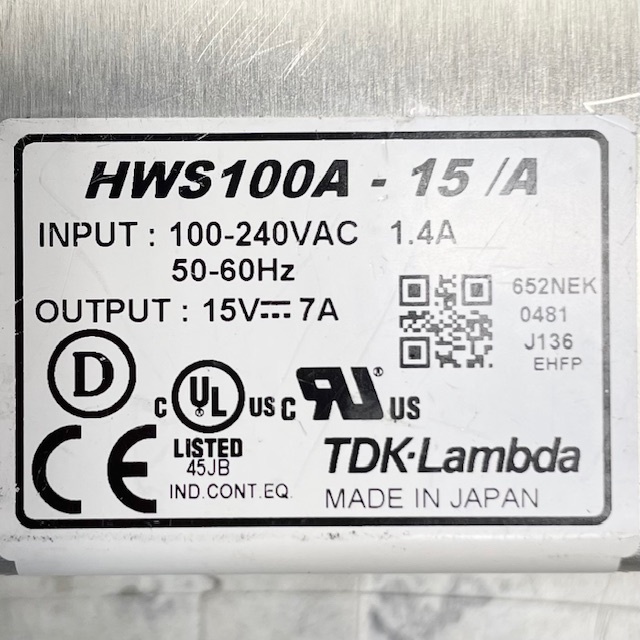 HWS100A - 15 /A
INPUT : 100-240VAC 1.4A
50-60Hz
OUTPUT : 15V⎓ 7A
652NEK
0481
J136
EHFP
D
c UL US
LISTED
45JB
IND.CONT.EQ.
c RU® US
CE
TDK·Lambda
MADE IN JAPAN